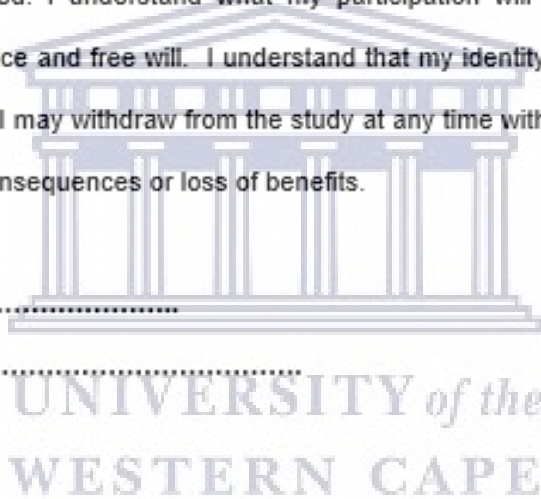 ed. I understand what my participation will
ce and free will. I understand that my identity
I may withdraw from the study at any time with
nsequences or loss of benefits.
....................
................................
UNIVERSITY of the
WESTERN CAPE